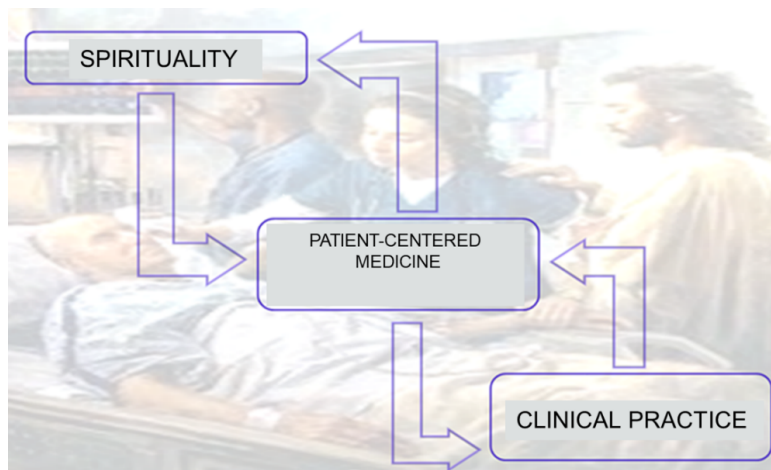 SPIRITUALITY
PATIENT-CENTERED
MEDICINE
CLINICAL PRACTICE